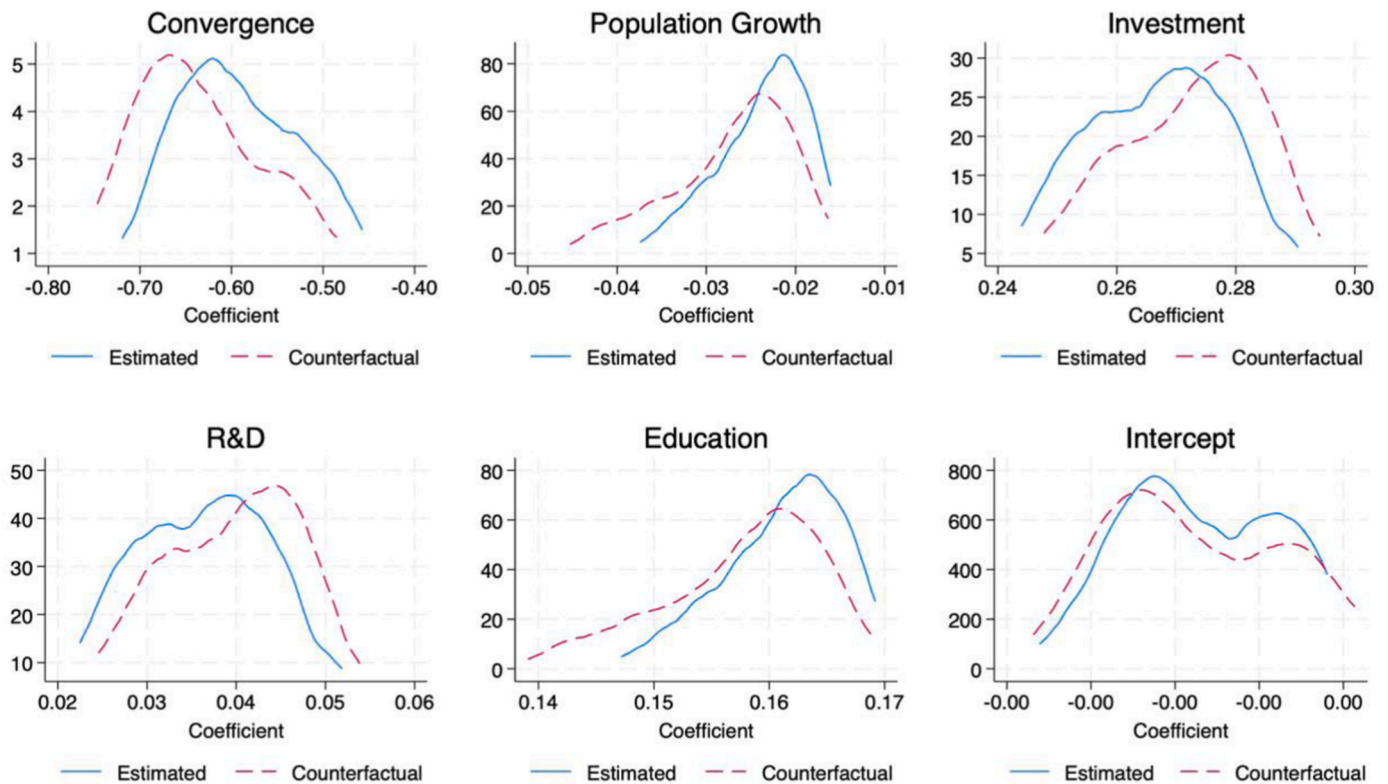 Convergence
5
4
3
2
1
-0.80 -0.70 -0.60 -0.50 -0.40
Coefficient
Estimated Counterfactual
Population Growth
80
60
40
20
0
-0.05 -0.04 -0.03 -0.02 -0.01
Coefficient
Estimated Counterfactual
Investment
30
25
20
15
10
5
0.24 0.26 0.28 0.30
Coefficient
Estimated Counterfactual
R&D
50
40
30
20
10
0.02 0.03 0.04 0.05 0.06
Coefficient
Estimated Counterfactual
Education
80
60
40
20
0
0.14 0.15 0.16 0.17
Coefficient
Estimated Counterfactual
Intercept
800
600
400
200
0
-0.00 -0.00 -0.00 -0.00 0.00
Coefficient
Estimated Counterfactual